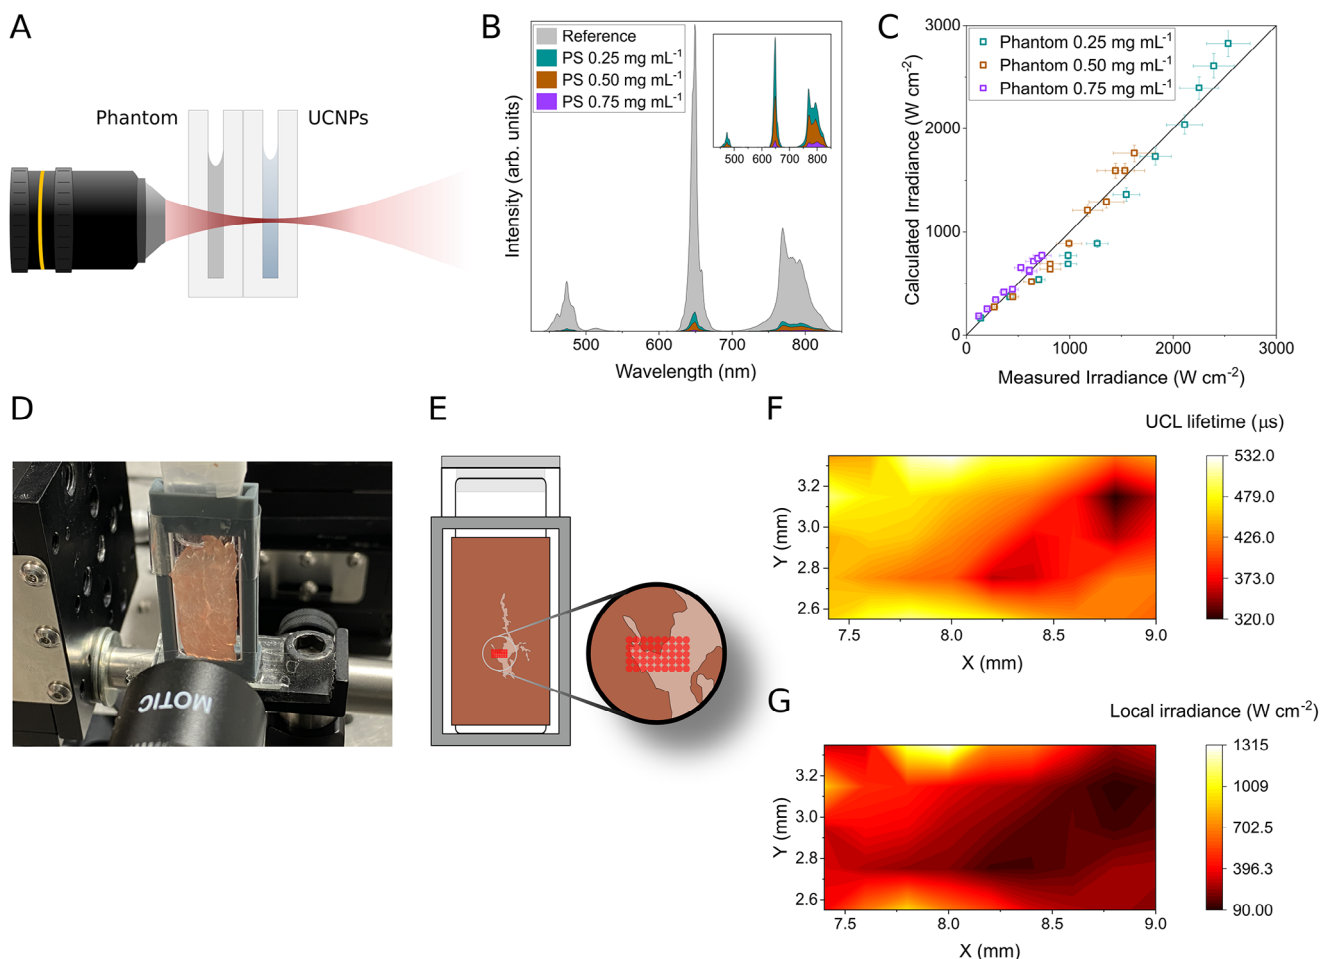 A
Phantom
UCNPs
B
Reference
PS 0.25 mg mL⁻¹
PS 0.50 mg mL⁻¹
PS 0.75 mg mL⁻¹
500 600 700 800
Intensity (arb. units)
500 600 700 800
Wavelength (nm)
C
Phantom 0.25 mg mL⁻¹
Phantom 0.50 mg mL⁻¹
Phantom 0.75 mg mL⁻¹
3000
2000
1000
0
Calculated Irradiance (W cm⁻²)
0 1000 2000 3000
Measured Irradiance (W cm⁻²)
D
MOTIC
E
F
UCL lifetime (µs)
3.2
3.0
2.8
2.6
Y (mm)
7.5 8.0 8.5 9.0
X (mm)
532.0
479.0
426.0
373.0
320.0
G
Local irradiance (W cm⁻²)
3.2
3.0
2.8
2.6
Y (mm)
7.5 8.0 8.5 9.0
X (mm)
1315
1009
702.5
396.3
90.00